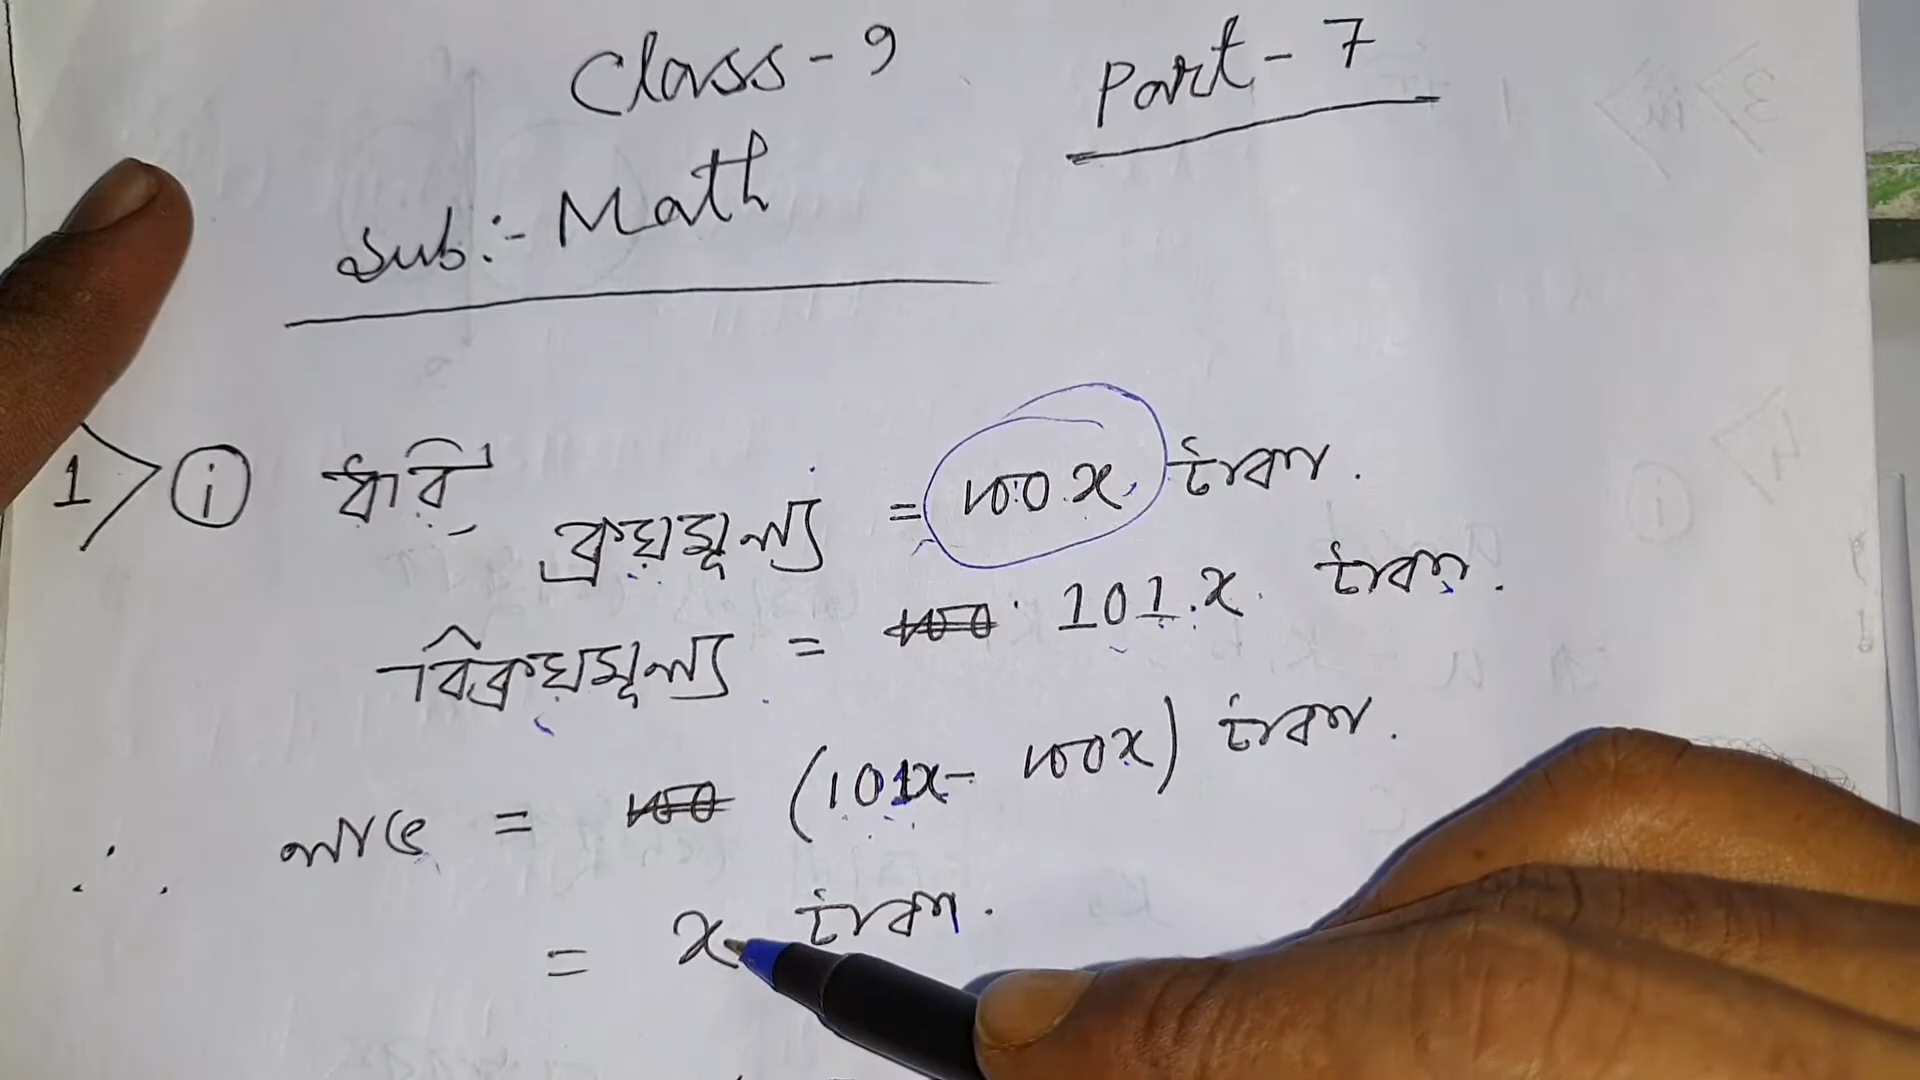 Class - 9 Part - 7
Sub:- Math
1> (i) ধরি
ক্রয়মূল্য = 100x টাকা.
বিক্রয়মূল্য = 100 101x টাকা.
∴ লাভ = 100 (101x - 100x) টাকা.
= x টাকা.